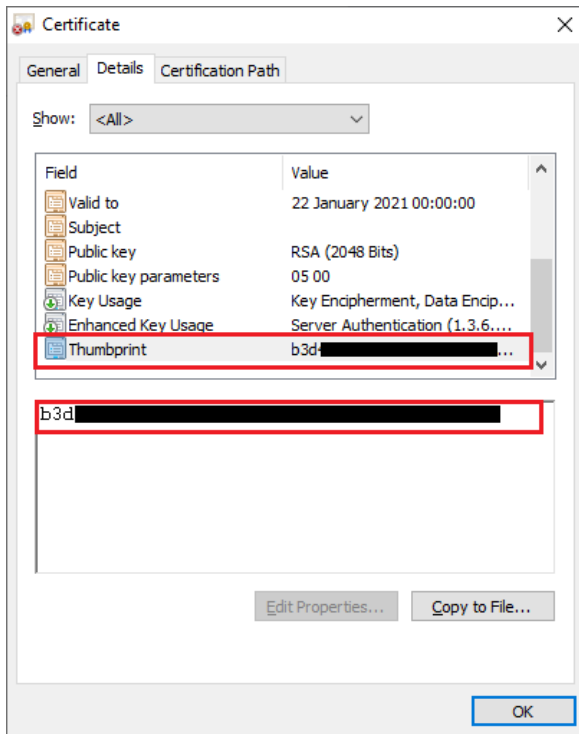 Certificate
General Details Certification Path
Show: <All>
Field Value
Valid to 22 January 2021 00:00:00
Subject
Public key RSA (2048 Bits)
Public key parameters 05 00
Key Usage Key Encipherment, Data Encip...
Enhanced Key Usage Server Authentication (1.3.6....
Thumbprint b3d...
b3d
Edit Properties... Copy to File...
OK